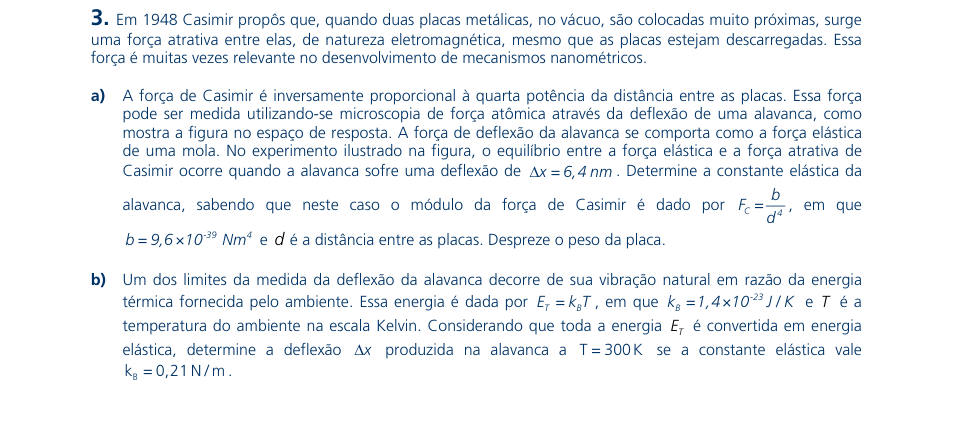 3. Em 1948 Casimir propôs que, quando duas placas metálicas, no vácuo, são colocadas muito próximas, surge
uma força atrativa entre elas, de natureza eletromagnética, mesmo que as placas estejam descarregadas. Essa
força é muitas vezes relevante no desenvolvimento de mecanismos nanométricos.
a) A força de Casimir é inversamente proporcional à quarta potência da distância entre as placas. Essa força
pode ser medida utilizando-se microscopia de força atômica através da deflexão de uma alavanca, como
mostra a figura no espaço de resposta. A força de deflexão da alavanca se comporta como a força elástica
de uma mola. No experimento ilustrado na figura, o equilíbrio entre a força elástica e a força atrativa de
Casimir ocorre quando a alavanca sofre uma deflexão de Δx = 6,4 nm . Determine a constante elástica da
alavanca, sabendo que neste caso o módulo da força de Casimir é dado por F_C = b/d⁴ , em que
b = 9,6×10⁻³⁹ Nm⁴ e d é a distância entre as placas. Despreze o peso da placa.
b) Um dos limites da medida da deflexão da alavanca decorre de sua vibração natural em razão da energia
térmica fornecida pelo ambiente. Essa energia é dada por E_T = k_B T , em que k_B = 1,4×10⁻²³ J / K e T é a
temperatura do ambiente na escala Kelvin. Considerando que toda a energia E_T é convertida em energia
elástica, determine a deflexão Δx produzida na alavanca a T = 300 K se a constante elástica vale
k_B = 0,21 N / m .